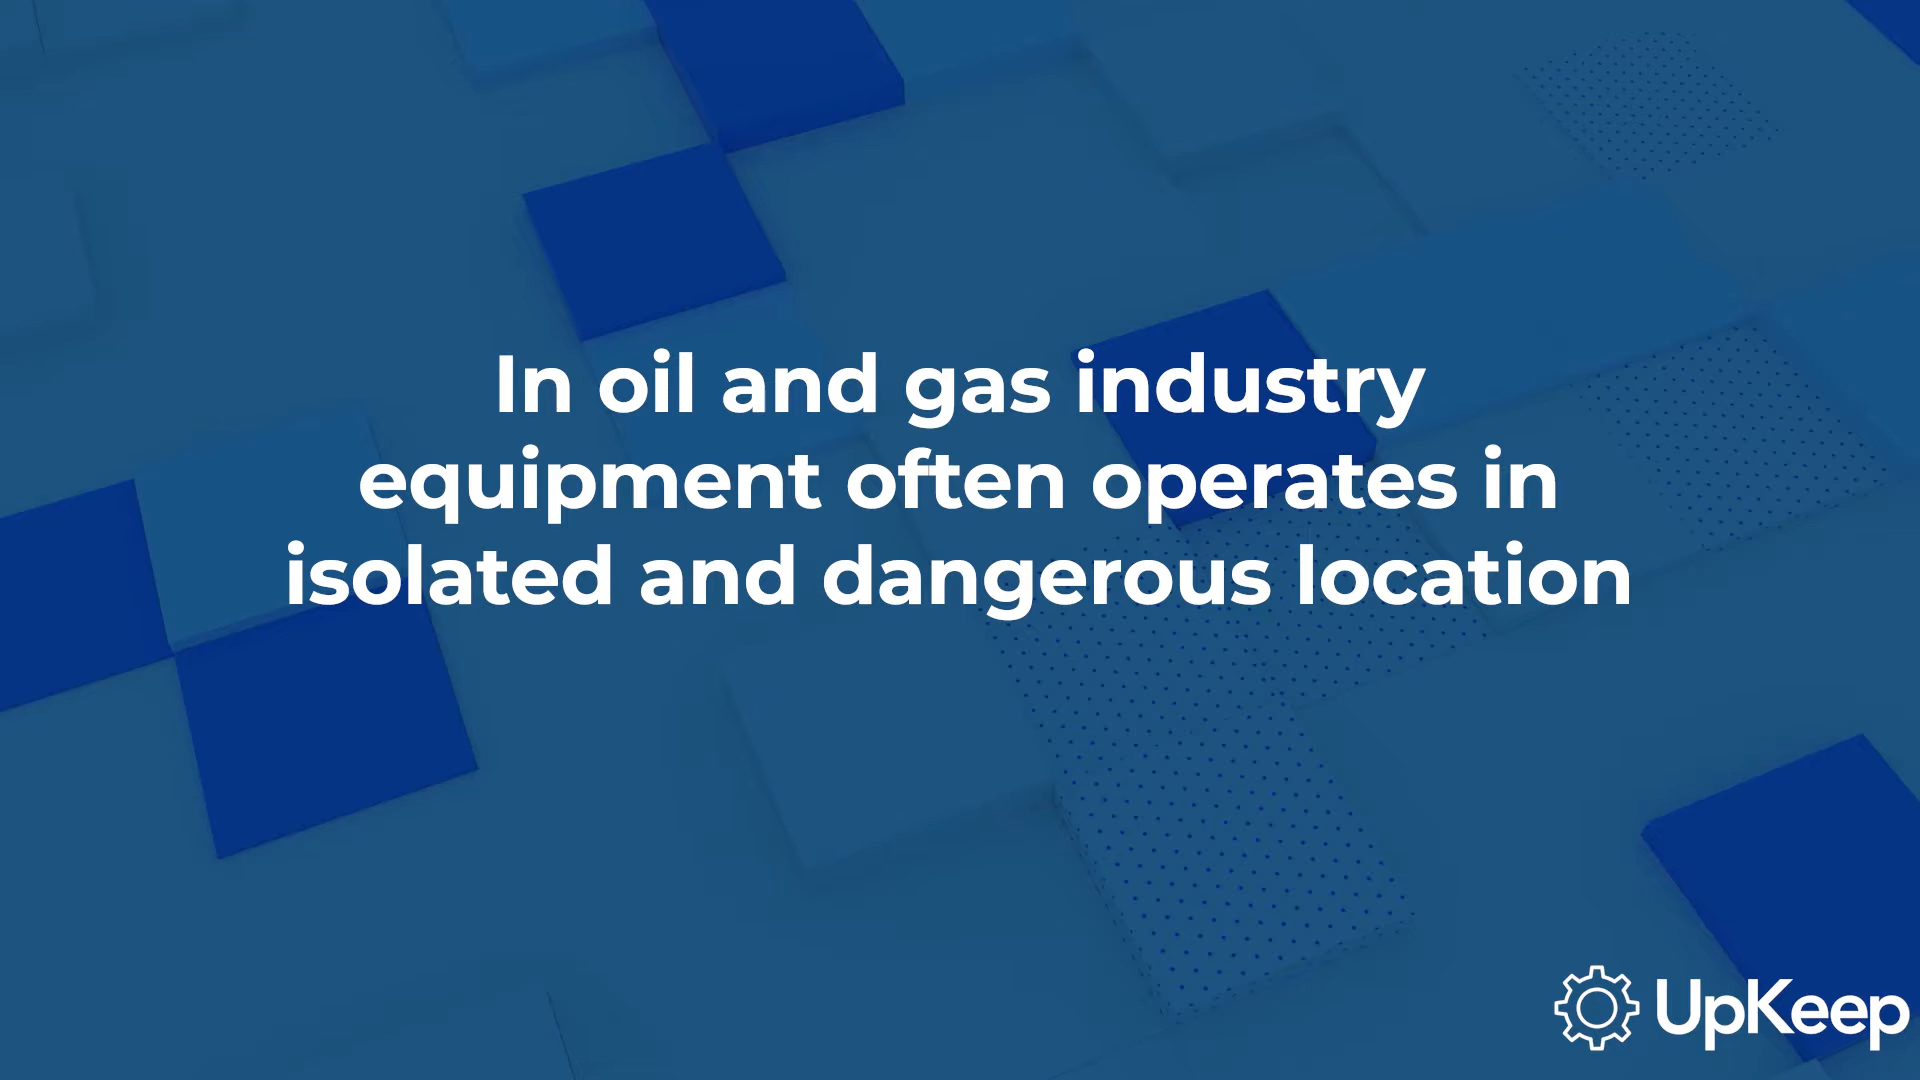 In oil and gas industry
equipment often operates in
isolated and dangerous location
UpKeep